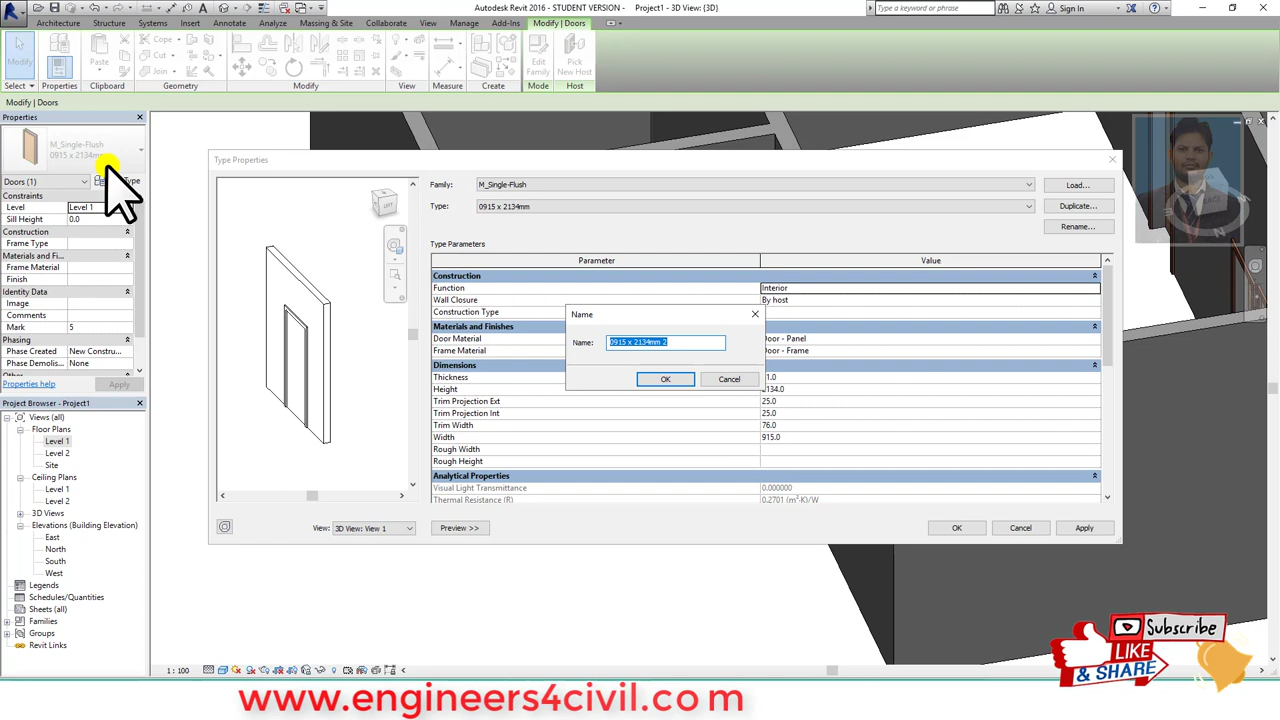 Autodesk Revit 2016 - STUDENT VERSION - Project1 - 3D View: {3D}
Type a keyword or phrase
Sign In
Architecture Structure Systems Insert Annotate Analyze Massing & Site Collaborate View Manage Add-Ins Modify | Doors
Modify
Paste
Cope
Cut
Join
Edit Family
Pick New Host
Select Properties Clipboard Geometry Modify View Measure Create Mode Host
Modify | Doors
Properties
M_Single-Flush
0915 x 2134mm
Doors (1)
Type
Constraints
Level Level 1
Sill Height 0.0
Construction
Frame Type
Materials and Fi...
Frame Material
Finish
Identity Data
Image
Comments
Mark 5
Phasing
Phase Created New Constru...
Phase Demolis... None
Properties help
Apply
Project Browser - Project1
Views (all)
Floor Plans
Level 1
Level 2
Site
Ceiling Plans
Level 1
Level 2
3D Views
Elevations (Building Elevation)
East
North
South
West
Legends
Schedules/Quantities
Sheets (all)
Families
Groups
Revit Links
Type Properties
LEFT
Family: M_Single-Flush Load...
Type: 0915 x 2134mm Duplicate...
Rename...
Type Parameters
Parameter Value
Construction
Function Interior
Wall Closure By host
Construction Type
Materials and Finishes
Door Material Door - Panel
Frame Material Door - Frame
Dimensions
Thickness 1.0
Height 2134.0
Trim Projection Ext 25.0
Trim Projection Int 25.0
Trim Width 76.0
Width 915.0
Rough Width
Rough Height
Analytical Properties
Visual Light Transmittance 0.000000
Thermal Resistance (R) 0.2701 (m²·K)/W
Name
Name: 0915 x 2134mm 2
OK Cancel
View: 3D View: View 1 Preview >> OK Cancel Apply
1 : 100
Subscribe
LIKE
& SHARE
www.engineers4civil.com